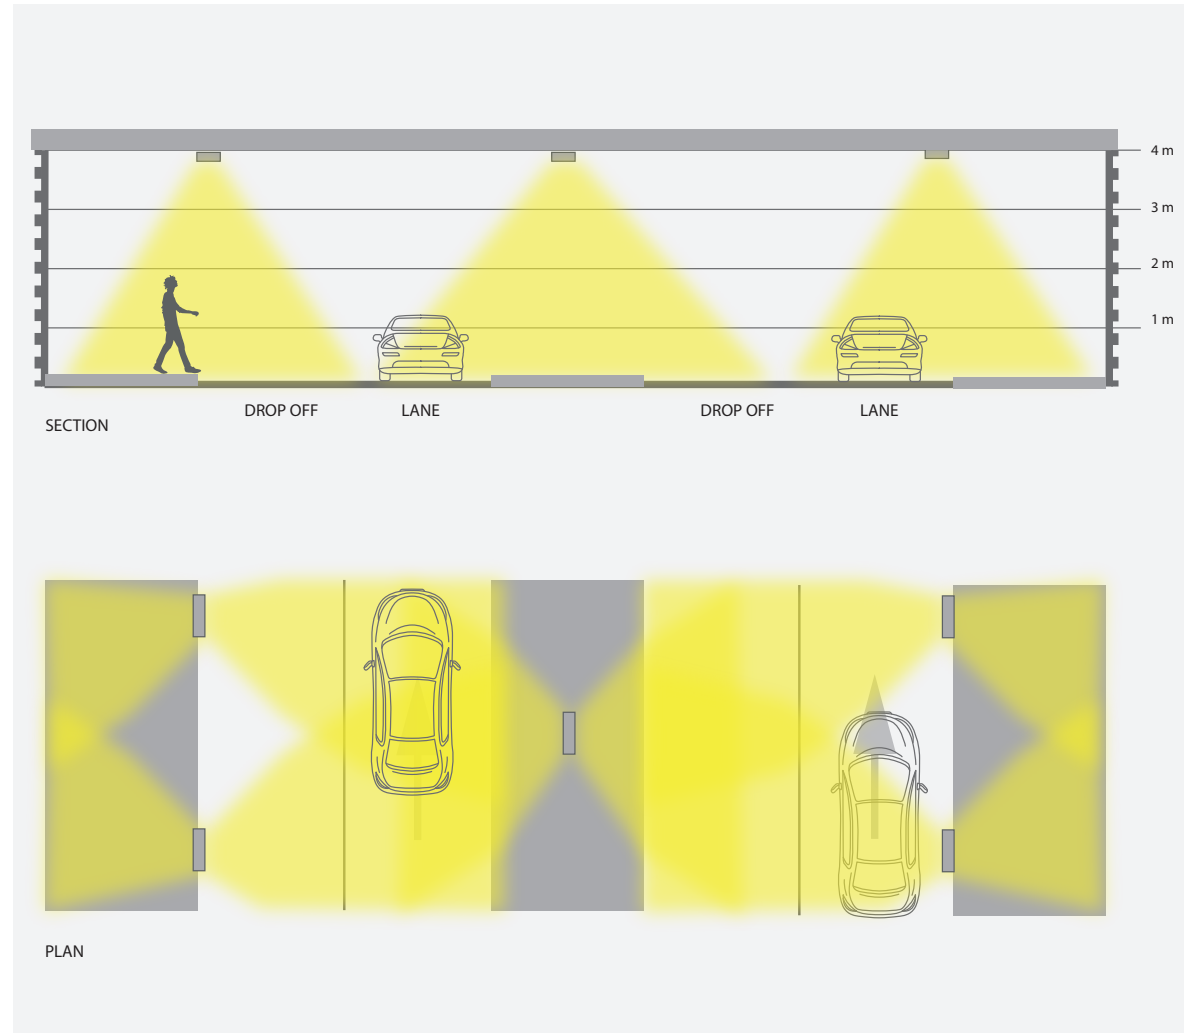 4 m
3 m
2 m
1 m
DROP OFF LANE DROP OFF LANE
SECTION
PLAN